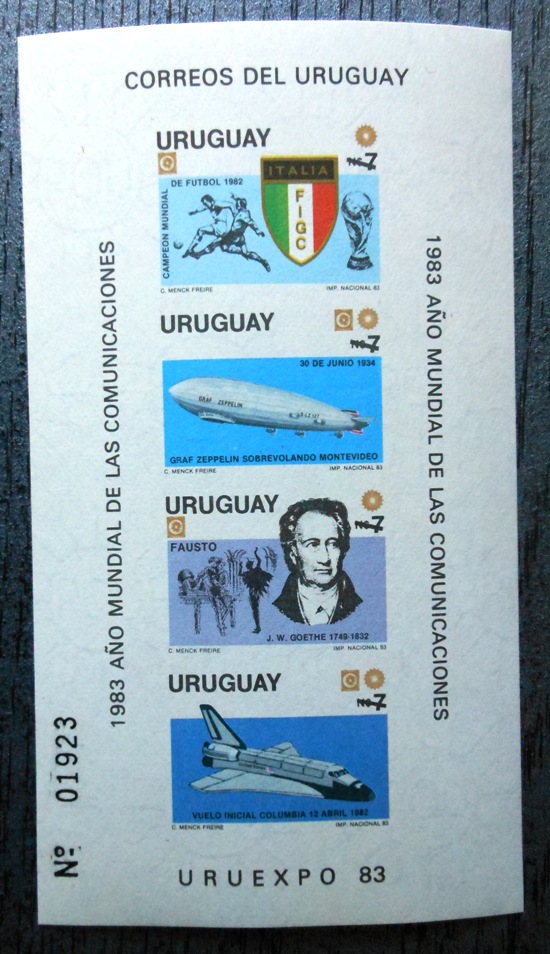 CORREOS DEL URUGUAY
URUGUAY
N$ 7
CAMPEON MUNDIAL
DE FUTBOL 1982
ITALIA
FIGC
C. MENCK FREIRE
IMP. NACIONAL 83
URUGUAY
N$ 7
30 DE JUNIO 1934
GRAF ZEPPELIN
D-LZ 127
GRAF ZEPPELIN SOBREVOLANDO MONTEVIDEO
C. MENCK FREIRE
IMP. NACIONAL 83
URUGUAY
N$ 7
FAUSTO
J. W. GOETHE 1749-1832
C. MENCK FREIRE
IMP. NACIONAL 83
URUGUAY
N$ 7
VUELO INICIAL COLUMBIA 12 ABRIL 1982
C. MENCK FREIRE
IMP. NACIONAL 83
1983 AÑO MUNDIAL DE LAS COMUNICACIONES
1983 AÑO MUNDIAL DE LAS COMUNICACIONES
Nº 01923
URUEXPO 83